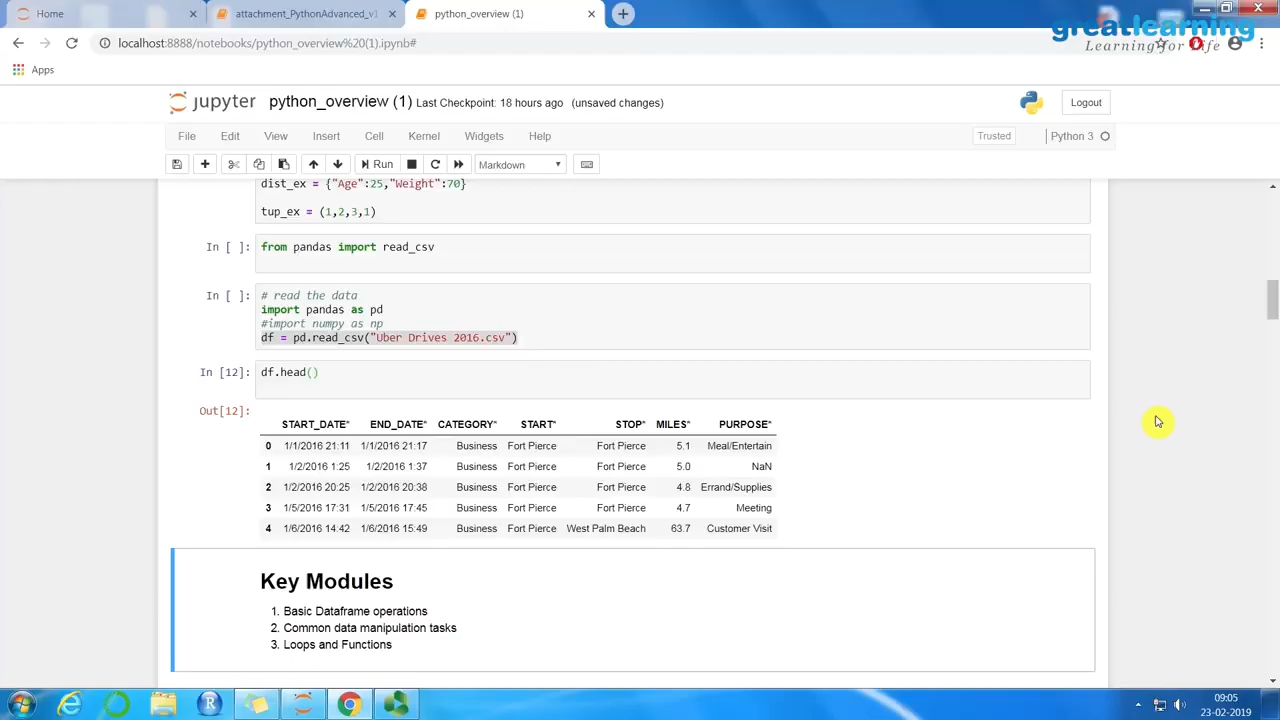 Home
attachment_PythonAdvanced_v1
python_overview (1)
localhost:8888/notebooks/python_overview%20(1).ipynb#
greatlearning
Learning for Life
Apps
jupyter python_overview (1) Last Checkpoint: 18 hours ago (unsaved changes)
Logout
File Edit View Insert Cell Kernel Widgets Help
Trusted Python 3
Run Markdown
dist_ex = {"Age":25,"Weight":70}
tup_ex = (1,2,3,1)
In [ ]: from pandas import read_csv
In [ ]: # read the data
import pandas as pd
#import numpy as np
df = pd.read_csv("Uber Drives 2016.csv")
In [12]: df.head()
Out[12]:
START_DATE* END_DATE* CATEGORY* START* STOP* MILES* PURPOSE*
0 1/1/2016 21:11 1/1/2016 21:17 Business Fort Pierce Fort Pierce 5.1 Meal/Entertain
1 1/2/2016 1:25 1/2/2016 1:37 Business Fort Pierce Fort Pierce 5.0 NaN
2 1/2/2016 20:25 1/2/2016 20:38 Business Fort Pierce Fort Pierce 4.8 Errand/Supplies
3 1/5/2016 17:31 1/5/2016 17:45 Business Fort Pierce Fort Pierce 4.7 Meeting
4 1/6/2016 14:42 1/6/2016 15:49 Business Fort Pierce West Palm Beach 63.7 Customer Visit
Key Modules
1. Basic Dataframe operations
2. Common data manipulation tasks
3. Loops and Functions
09:05
23-02-2019